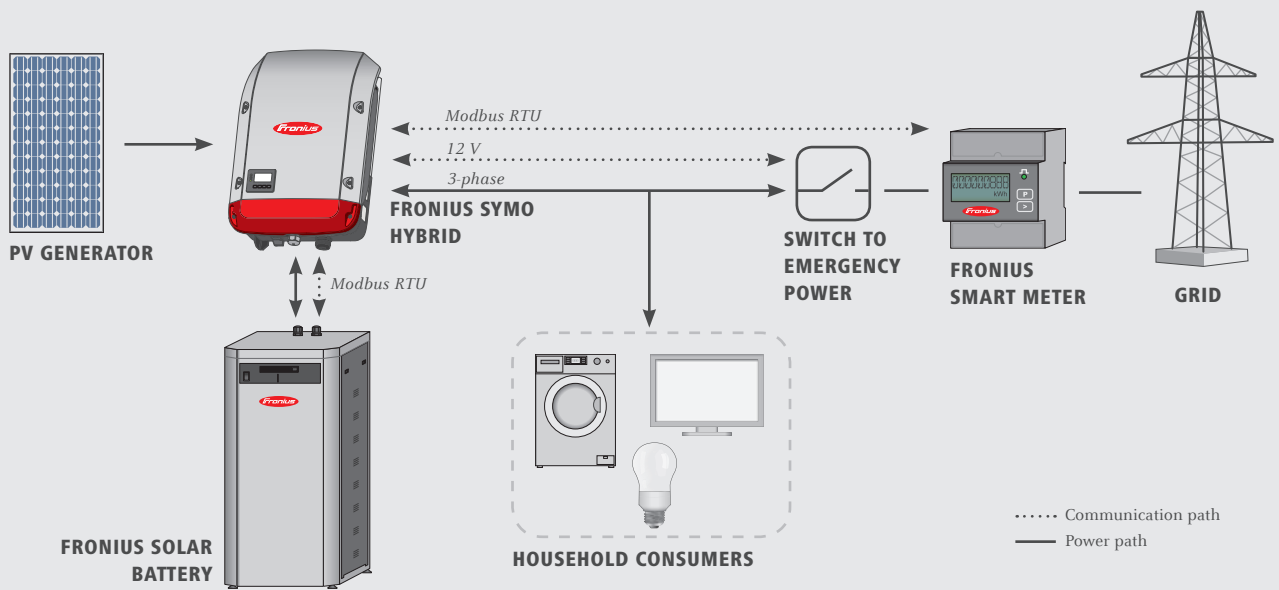 Modbus RTU
12 V
3-phase
Fronius
FRONIUS SYMO
HYBRID
PV GENERATOR
SWITCH TO
EMERGENCY
POWER
kWh
P
>
Fronius
FRONIUS
SMART METER
GRID
Modbus RTU
Fronius
FRONIUS SOLAR
BATTERY
HOUSEHOLD CONSUMERS
Communication path
Power path